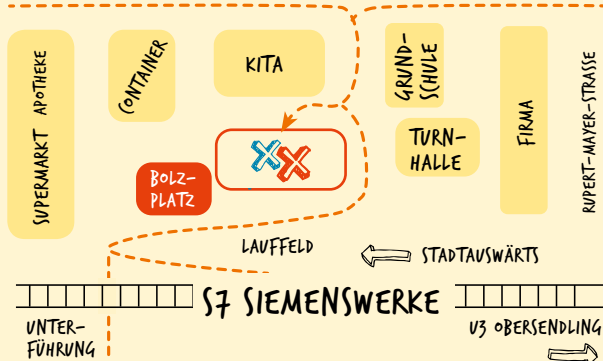 SUPERMARKT APOTHEKE
CONTAINER
KITA
GRUND-
SCHULE
TURN-
HALLE
FIRMA
RUPERT-MAYER-STRASSE
BOLZ-
PLATZ
LAUFFELD
STADTAUSWÄRTS
S7 SIEMENSWERKE
UNTER-
FÜHRUNG
U3 OBERSENDLING